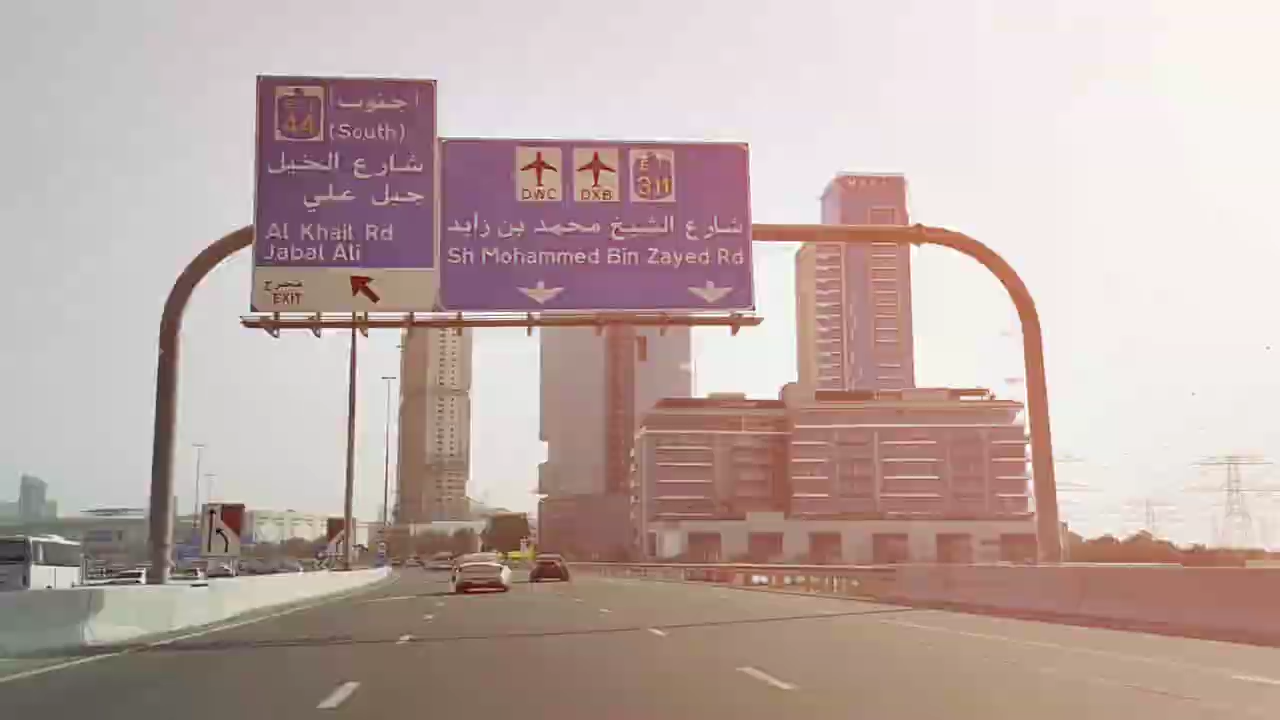 E 44
جنوب
(South)
شارع الخيل
جبل علي
Al Khail Rd
Jabal Ali
مخرج
EXIT
DWC
DXB
E 311
شارع الشيخ محمد بن زايد
Sh Mohammed Bin Zayed Rd